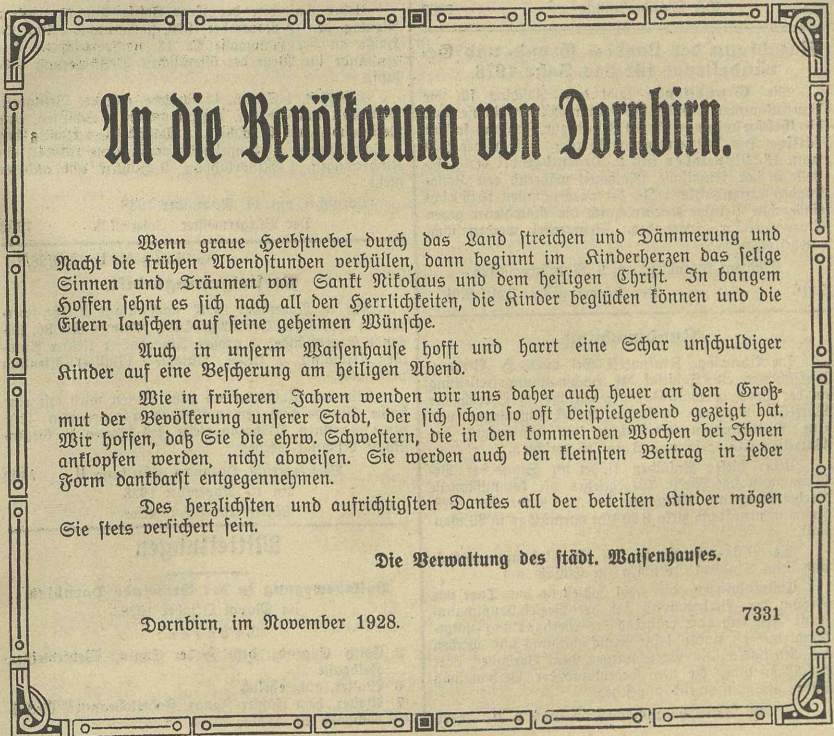 An die Bevölkerung von Dornbirn.
Wenn graue Herbstnebel durch das Land streichen und Dämmerung und
Nacht die frühen Abendstunden verhüllen, dann beginnt im Kinderherzen das selige
Sinnen und Träumen von Sankt Nikolaus und dem heiligen Christ. In bangem
Hoffen sehnt es sich nach all den Herrlichkeiten, die Kinder beglücken können und die
Eltern lauschen auf seine geheimen Wünsche.
Auch in unserm Waisenhause hofft und harrt eine Schar unschuldiger
Kinder auf eine Bescherung am heiligen Abend.
Wie in früheren Jahren wenden wir uns daher auch heuer an den Groß-
mut der Bevölkerung unserer Stadt, der sich schon so oft beispielgebend gezeigt hat.
Wir hoffen, daß Sie die ehrw. Schwestern, die in den kommenden Wochen bei Ihnen
anklopfen werden, nicht abweisen. Sie werden auch den kleinsten Beitrag in jeder
Form dankbarst entgegennehmen.
Des herzlichsten und aufrichtigsten Dankes all der beteilten Kinder mögen
Sie stets versichert sein.
Die Verwaltung des städt. Waisenhauses.
Dornbirn, im November 1928. 7331